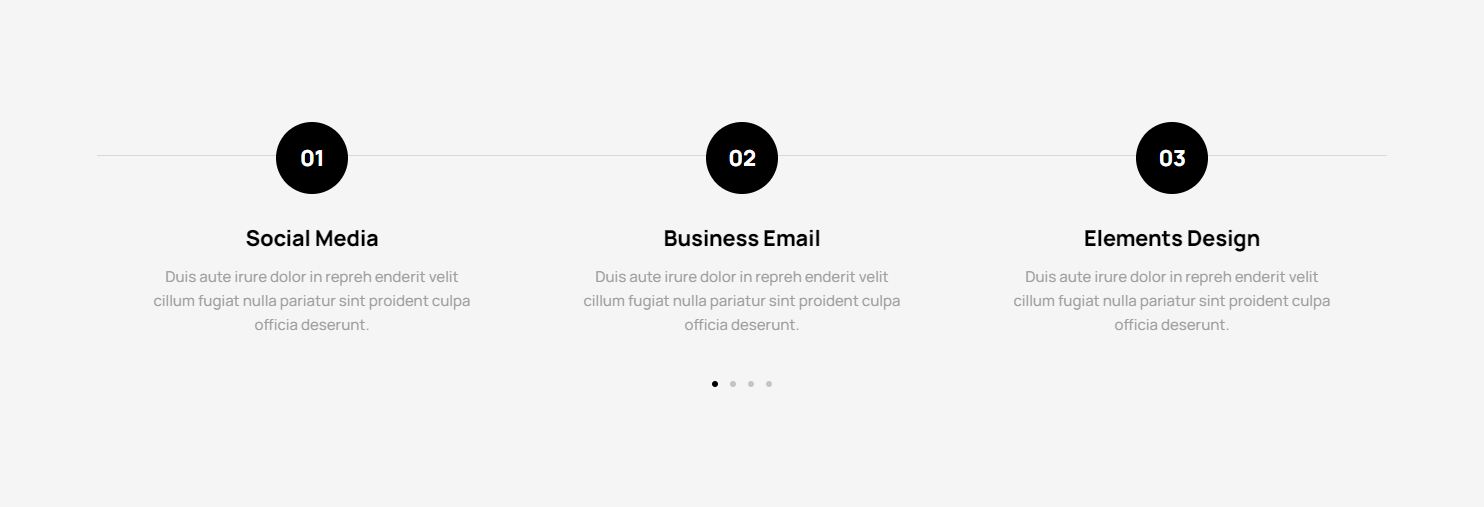 01
02
03
Social Media
Business Email
Elements Design
Duis aute irure dolor in repreh enderit velit
cillum fugiat nulla pariatur sint proident culpa
officia deserunt.
Duis aute irure dolor in repreh enderit velit
cillum fugiat nulla pariatur sint proident culpa
officia deserunt.
Duis aute irure dolor in repreh enderit velit
cillum fugiat nulla pariatur sint proident culpa
officia deserunt.